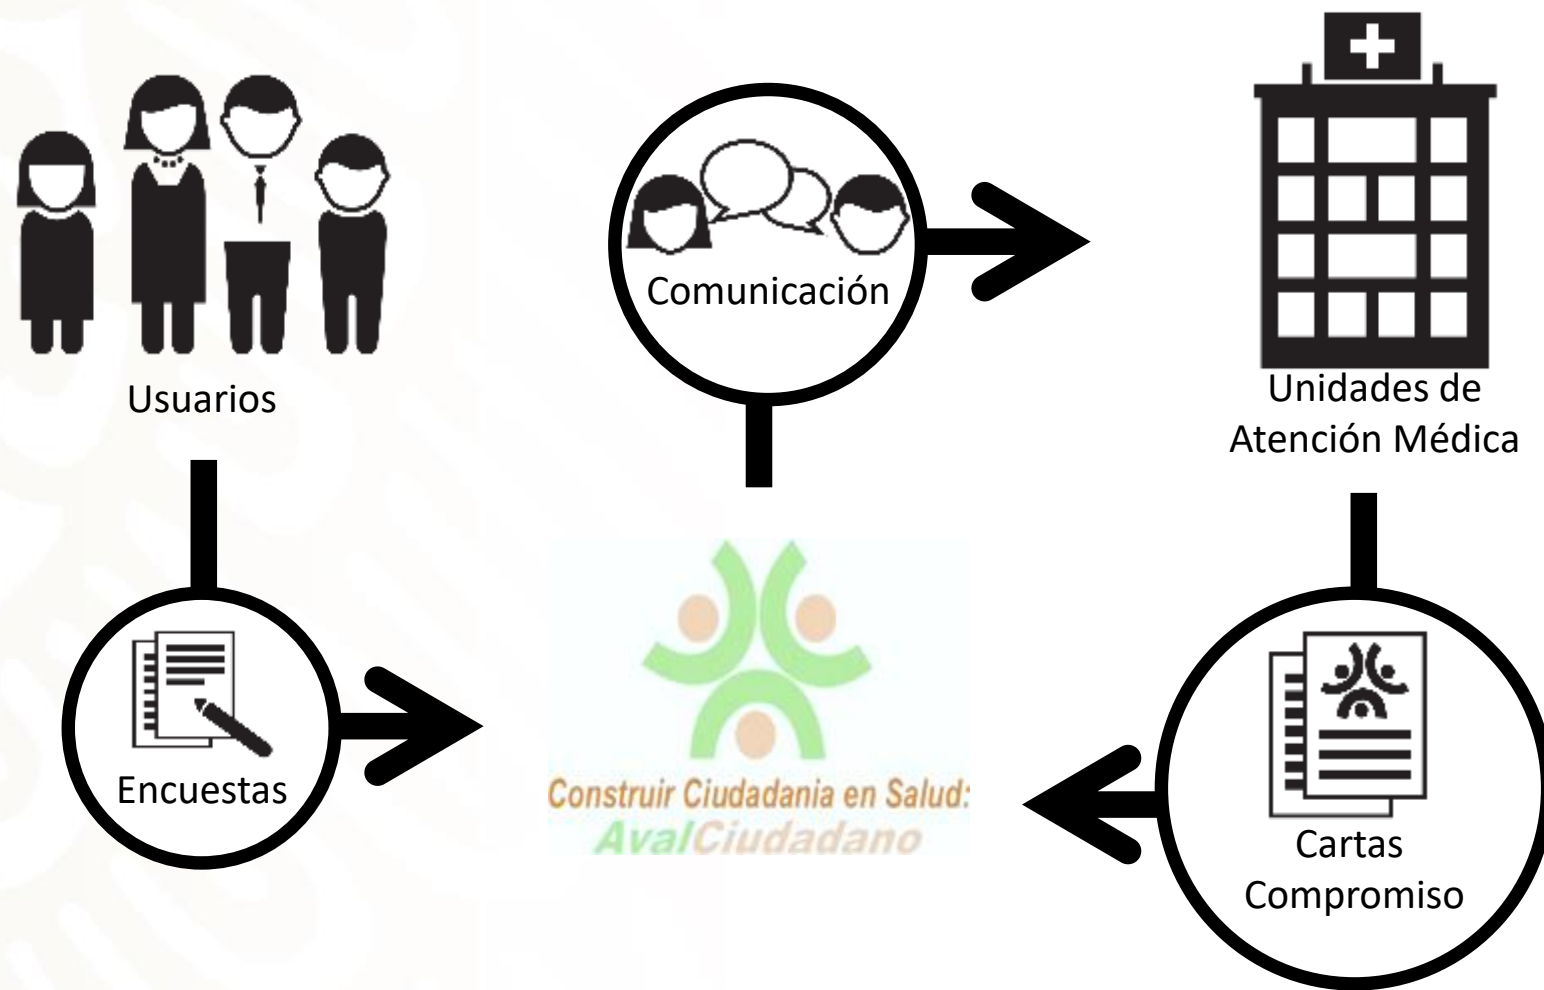 Usuarios
Comunicación
Unidades de
Atención Médica
Encuestas
Construir Ciudadania en Salud:
AvalCiudadano
Cartas
Compromiso